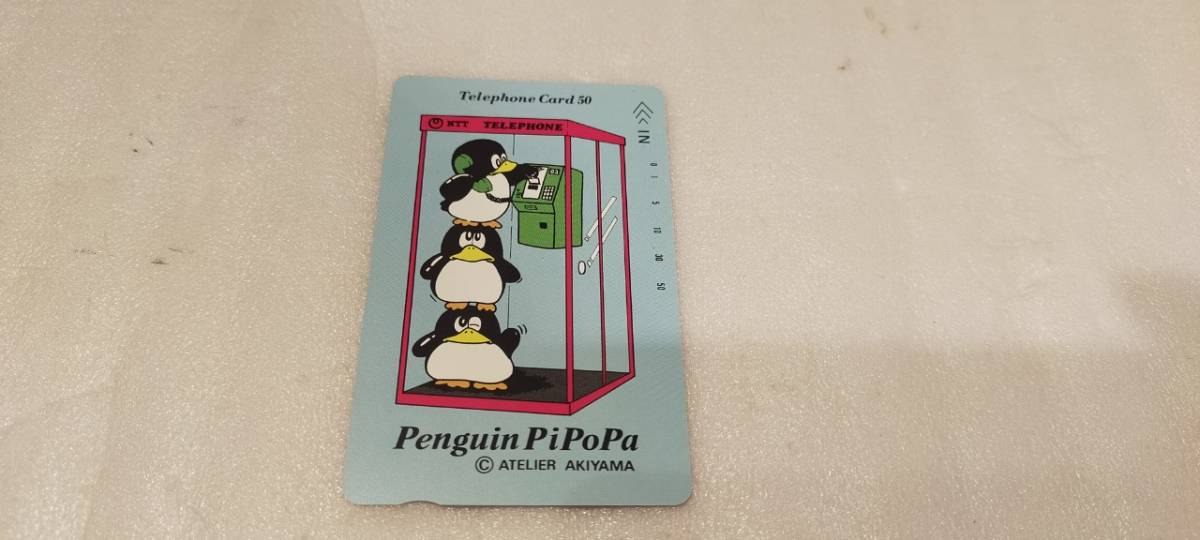 Telephone Card 50
NTT TELEPHONE
IN
0
1
5
10
30
50
Penguin PiPoPa
© ATELIER AKIYAMA